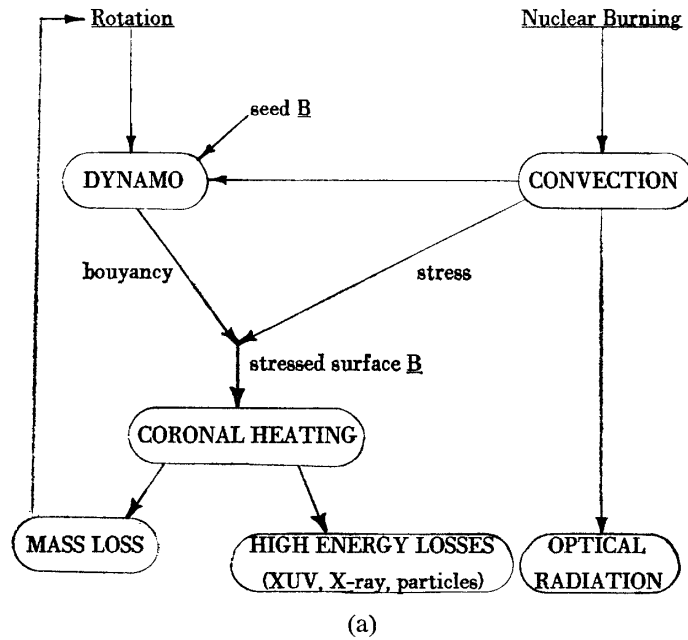 Rotation
Nuclear Burning
seed B
DYNAMO
CONVECTION
bouyancy
stress
stressed surface B
CORONAL HEATING
MASS LOSS
HIGH ENERGY LOSSES
(XUV, X-ray, particles)
OPTICAL
RADIATION
(a)